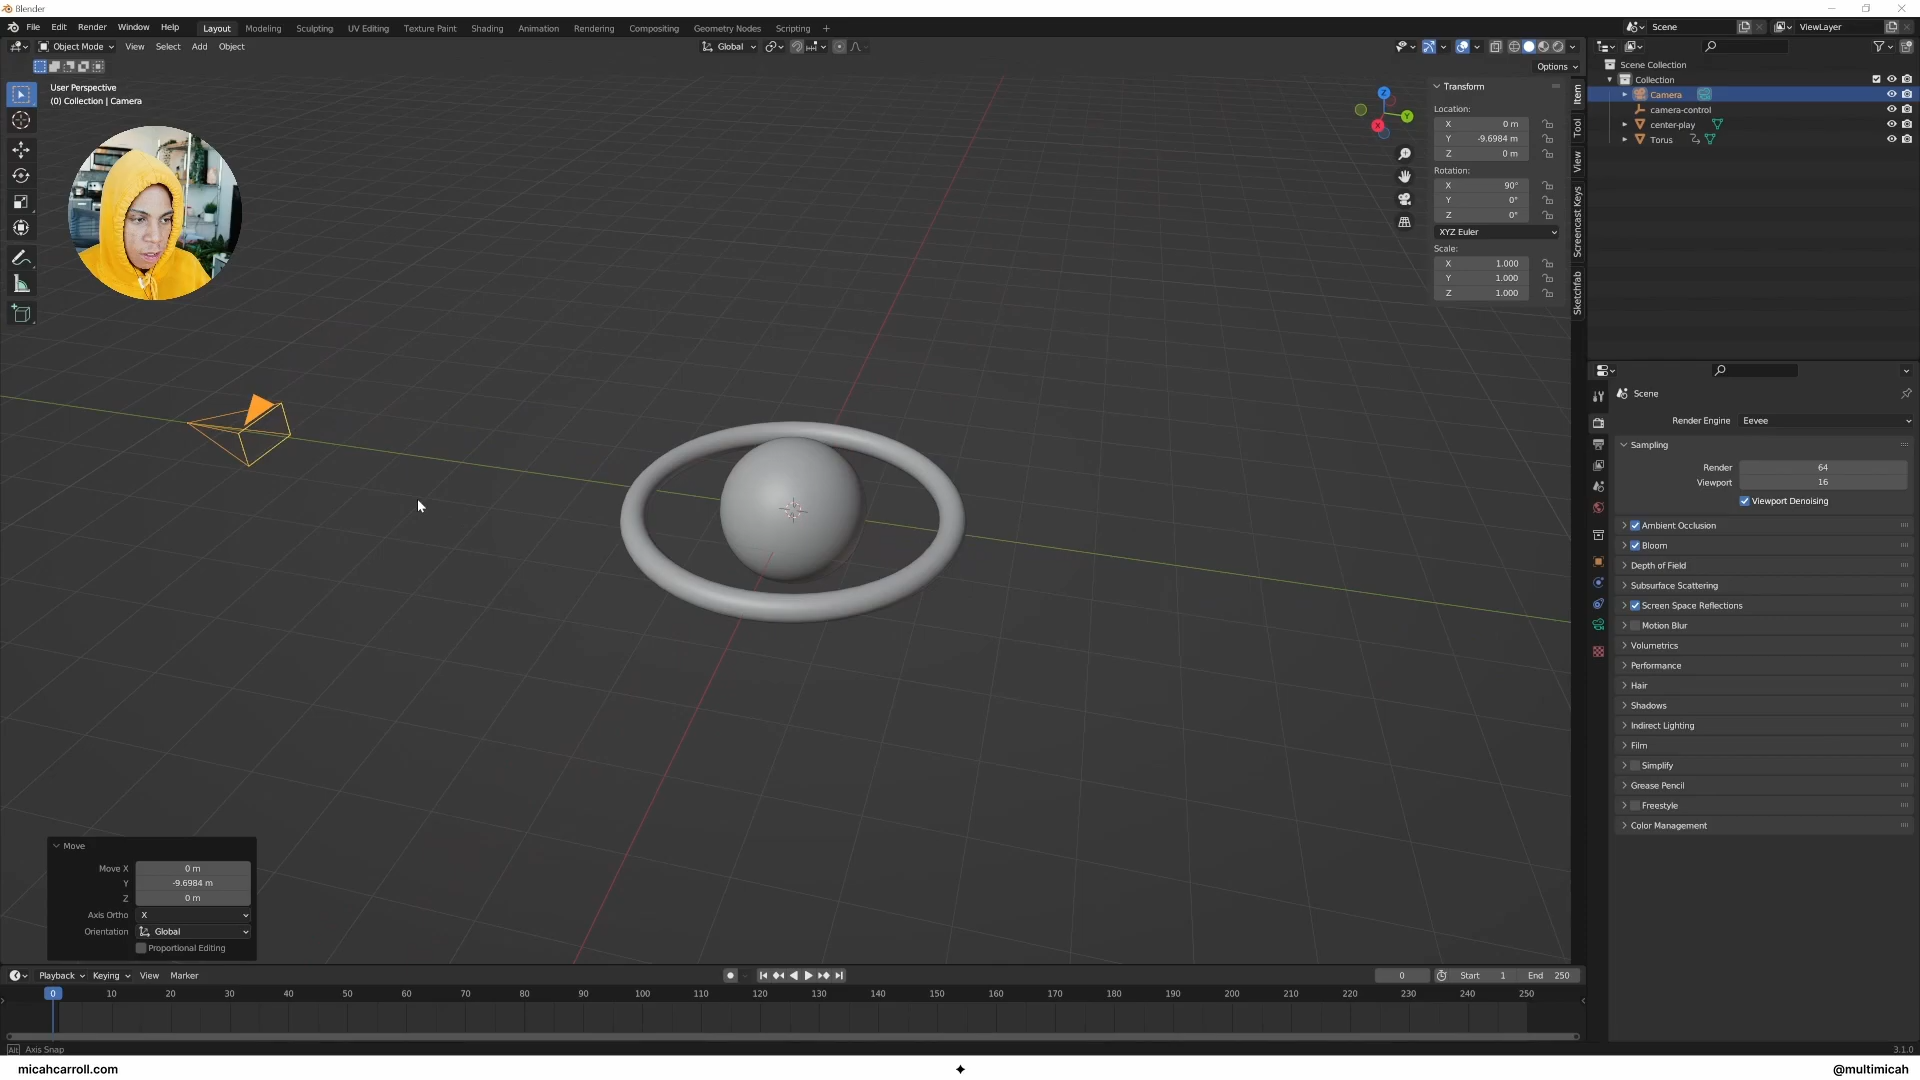 Blender
File Edit Render Window Help Layout Modeling Sculpting UV Editing Texture Paint Shading Animation Rendering Compositing Geometry Nodes Scripting + Scene ViewLayer
Object Mode View Select Add Object Global
Options
User Perspective
(0) Collection | Camera
Z
Y
X
Transform
Location:
X 0 m
Y -9.6984 m
Z 0 m
Rotation:
X 90°
Y 0°
Z 0°
XYZ Euler
Scale:
X 1.000
Y 1.000
Z 1.000
Item
Tool
View
Screencast Keys
Sketchfab
Scene Collection
Collection
Camera
camera-control
center-play
Torus
Scene
Render Engine Eevee
Sampling
Render 64
Viewport 16
Viewport Denoising
Ambient Occlusion
Bloom
Depth of Field
Subsurface Scattering
Screen Space Reflections
Motion Blur
Volumetrics
Performance
Hair
Shadows
Indirect Lighting
Film
Simplify
Grease Pencil
Freestyle
Color Management
Move
Move X 0 m
Y -9.6984 m
Z 0 m
Axis Ortho X
Orientation Global
Proportional Editing
Playback Keying View Marker 0 Start 1 End 250
0 10 20 30 40 50 60 70 80 90 100 110 120 130 140 150 160 170 180 190 200 210 220 230 240 250
Alt Axis Snap 3.1.0
micahcarroll.com @multimicah